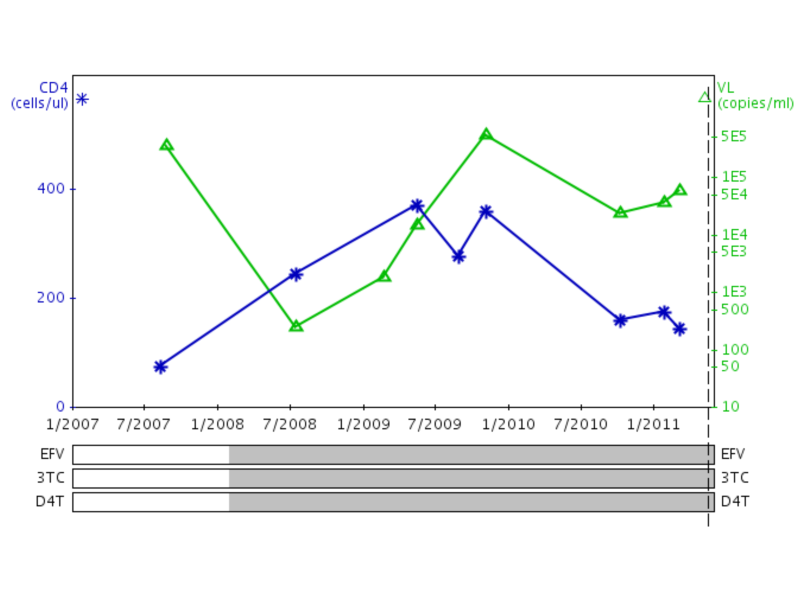 CD4
(cells/ul)
VL
(copies/ml)
5E5
1E5
5E4
1E4
5E3
1E3
500
100
50
10
400
200
0
1/2007 7/2007 1/2008 7/2008 1/2009 7/2009 1/2010 7/2010 1/2011
EFV EFV
3TC 3TC
D4T D4T